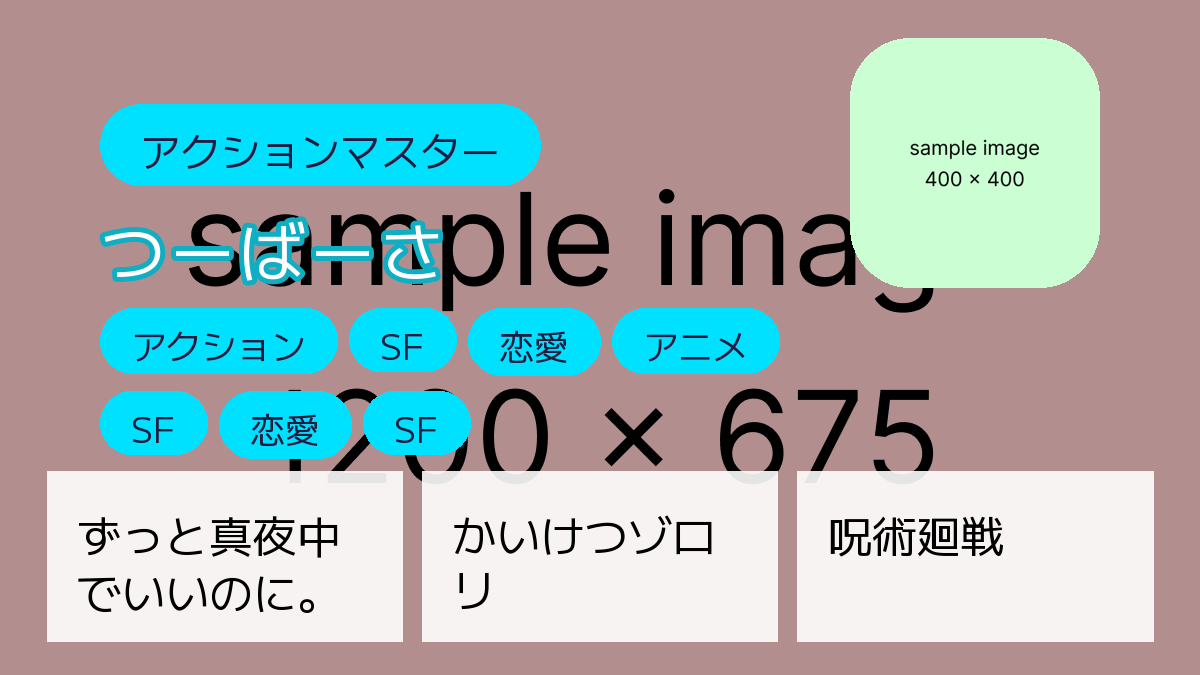 アクションマスター
sample image
400 × 400
つーばーさ
sample imag
アクション SF 恋愛 アニメ
SF 恋愛 SF
1200 × 675
ずっと真夜中
でいいのに。
かいけつゾロ
リ
呪術廻戦